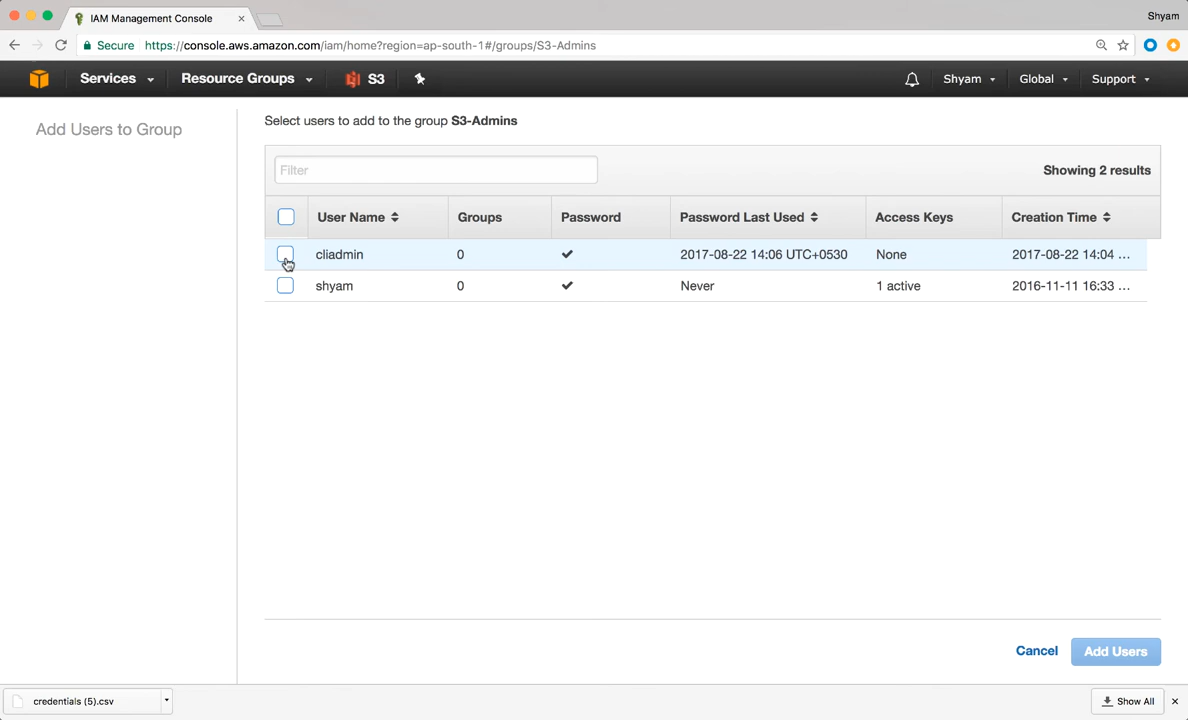 IAM Management Console
Shyam
Secure https://console.aws.amazon.com/iam/home?region=ap-south-1#/groups/S3-Admins
Services Resource Groups S3 Shyam Global Support
Add Users to Group
Select users to add to the group S3-Admins
Filter
Showing 2 results
User Name Groups Password Password Last Used Access Keys Creation Time
cliadmin 0 2017-08-22 14:06 UTC+0530 None 2017-08-22 14:04 …
shyam 0 Never 1 active 2016-11-11 16:33 …
Cancel Add Users
credentials (5).csv
Show All